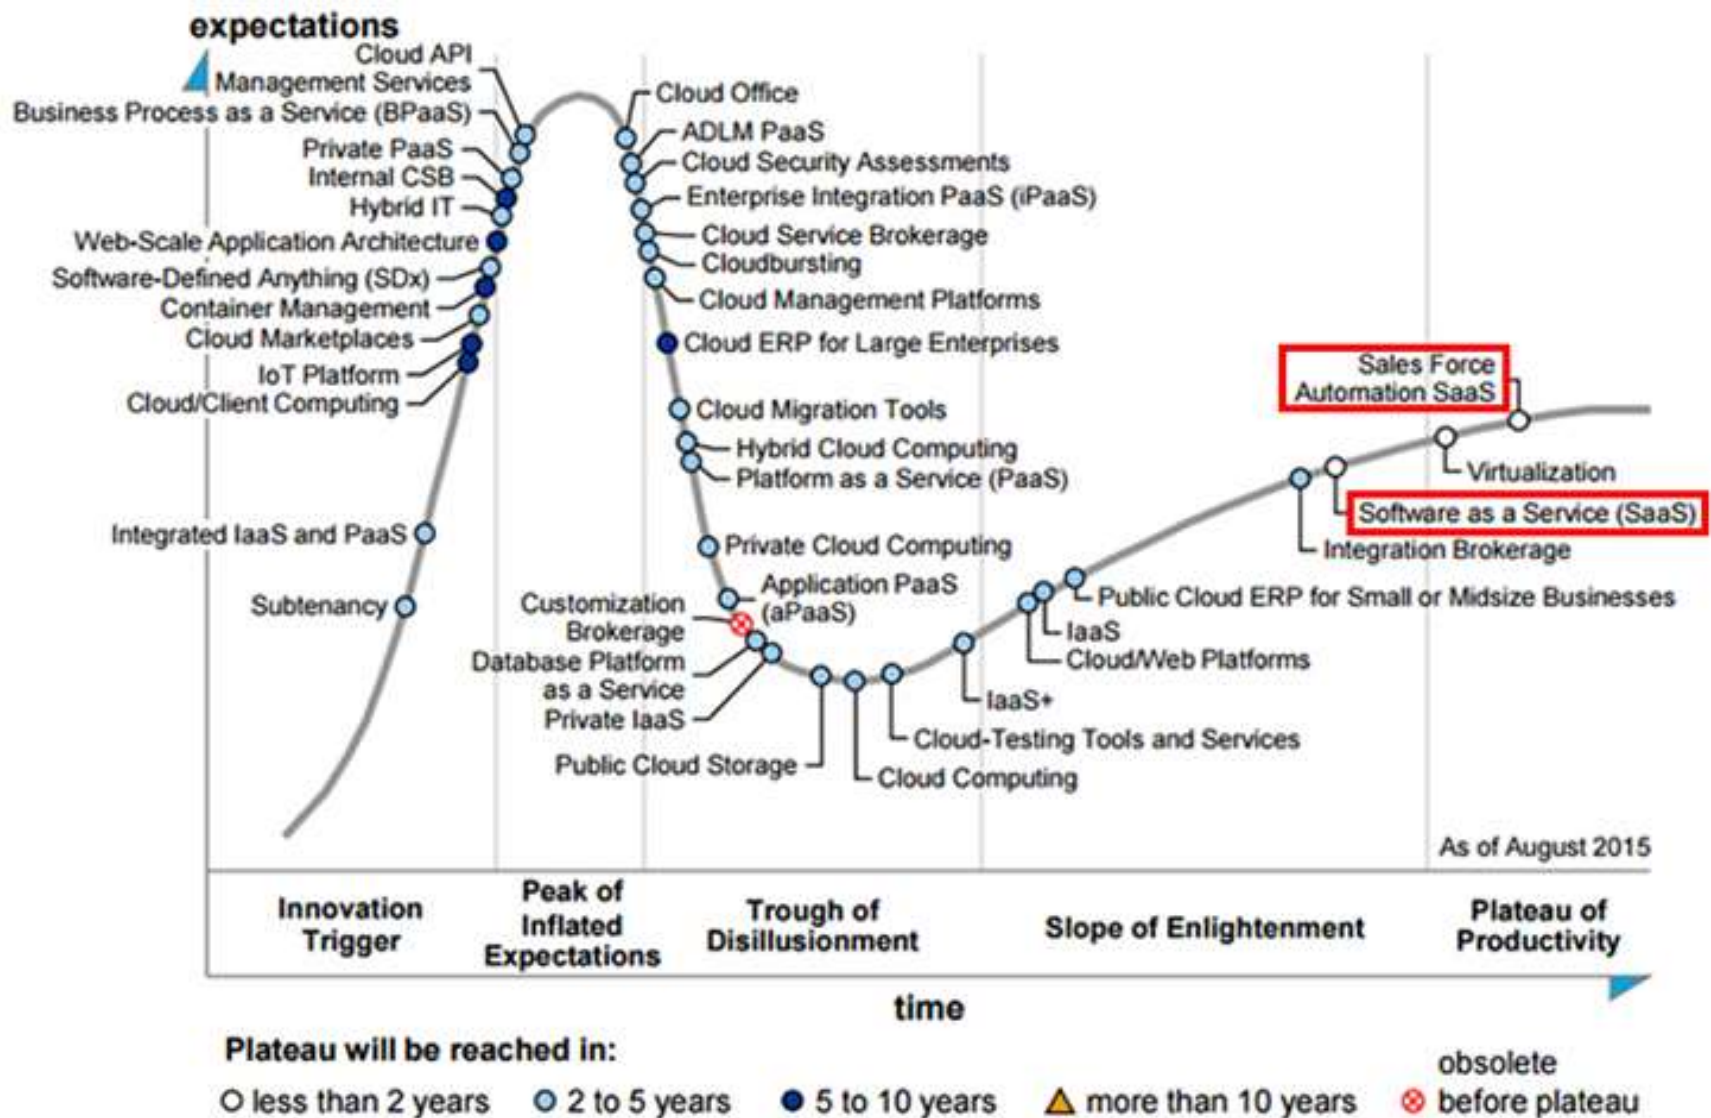 expectations
Cloud API
Management Services
Business Process as a Service (BPaaS)
Private PaaS
Internal CSB
Hybrid IT
Web-Scale Application Architecture
Software-Defined Anything (SDx)
Container Management
Cloud Marketplaces
IoT Platform
Cloud/Client Computing
Integrated IaaS and PaaS
Subtenancy
Cloud Office
ADLM PaaS
Cloud Security Assessments
Enterprise Integration PaaS (iPaaS)
Cloud Service Brokerage
Cloudbursting
Cloud Management Platforms
Cloud ERP for Large Enterprises
Cloud Migration Tools
Hybrid Cloud Computing
Platform as a Service (PaaS)
Private Cloud Computing
Application PaaS
(aPaaS)
Customization
Brokerage
Database Platform
as a Service
Private IaaS
Public Cloud Storage
Cloud Computing
Cloud-Testing Tools and Services
IaaS+
Cloud/Web Platforms
IaaS
Public Cloud ERP for Small or Midsize Businesses
Integration Brokerage
Software as a Service (SaaS)
Virtualization
Sales Force
Automation SaaS
As of August 2015
Innovation
Trigger
Peak of
Inflated
Expectations
Trough of
Disillusionment
Slope of Enlightenment
Plateau of
Productivity
time
Plateau will be reached in:
less than 2 years
2 to 5 years
5 to 10 years
more than 10 years
obsolete
before plateau